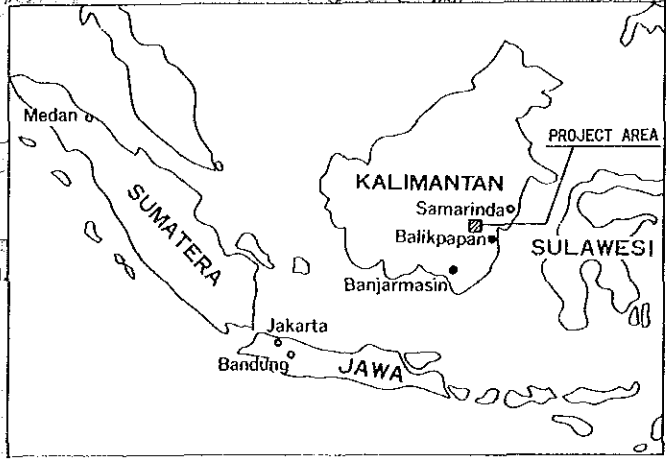 Medan
PROJECT AREA
KALIMANTAN
Samarinda
SUMATERA
Balikpapan
SULAWESI
Banjarmasin
Jakarta
Bandung
JAWA